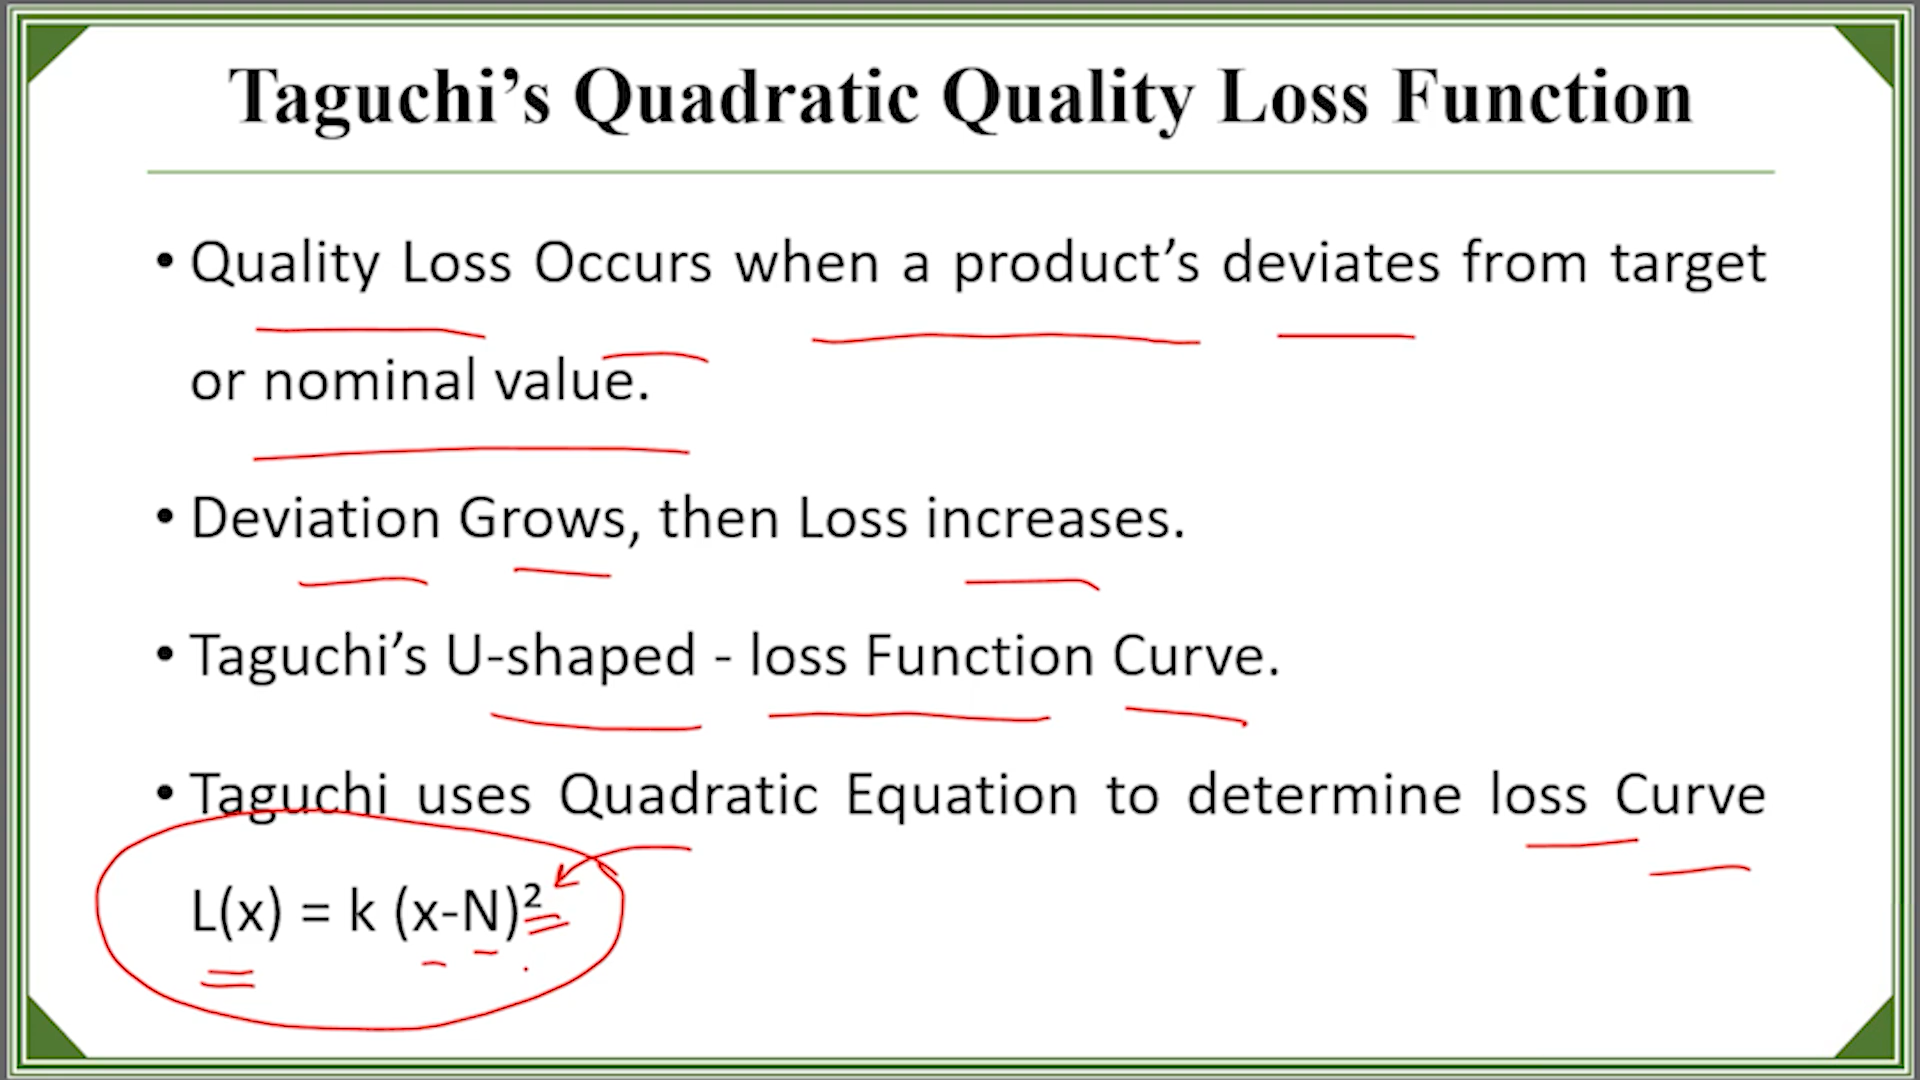 Taguchi’s Quadratic Quality Loss Function
• Quality Loss Occurs when a product’s deviates from target
or nominal value.
• Deviation Grows, then Loss increases.
• Taguchi’s U-shaped - loss Function Curve.
• Taguchi uses Quadratic Equation to determine loss Curve
L(x) = k (x-N)²